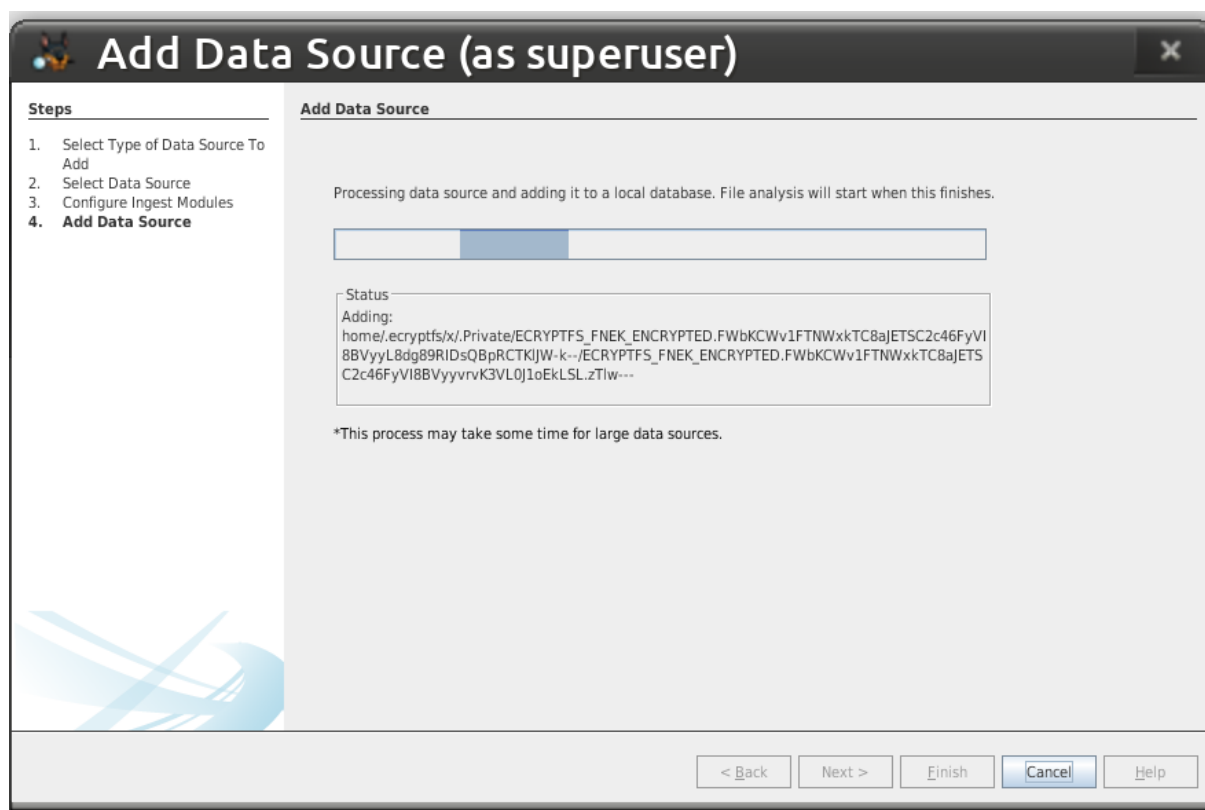 Add Data Source (as superuser)
Steps
1. Select Type of Data Source To
Add
2. Select Data Source
3. Configure Ingest Modules
4. Add Data Source
Add Data Source
Processing data source and adding it to a local database. File analysis will start when this finishes.
Status
Adding:
home/.ecryptfs/x/.Private/ECRYPTFS_FNEK_ENCRYPTED.FWbKCWv1FTNWxkTC8aJETSC2c46FyVI
8BVyyL8dg89RIDsQBpRCTKlJW-k--/ECRYPTFS_FNEK_ENCRYPTED.FWbKCWv1FTNWxkTC8aJETS
C2c46FyVI8BVyyvrvK3VL0J1oEkLSL.zTlw---
*This process may take some time for large data sources.
< Back
Next >
Finish
Cancel
Help